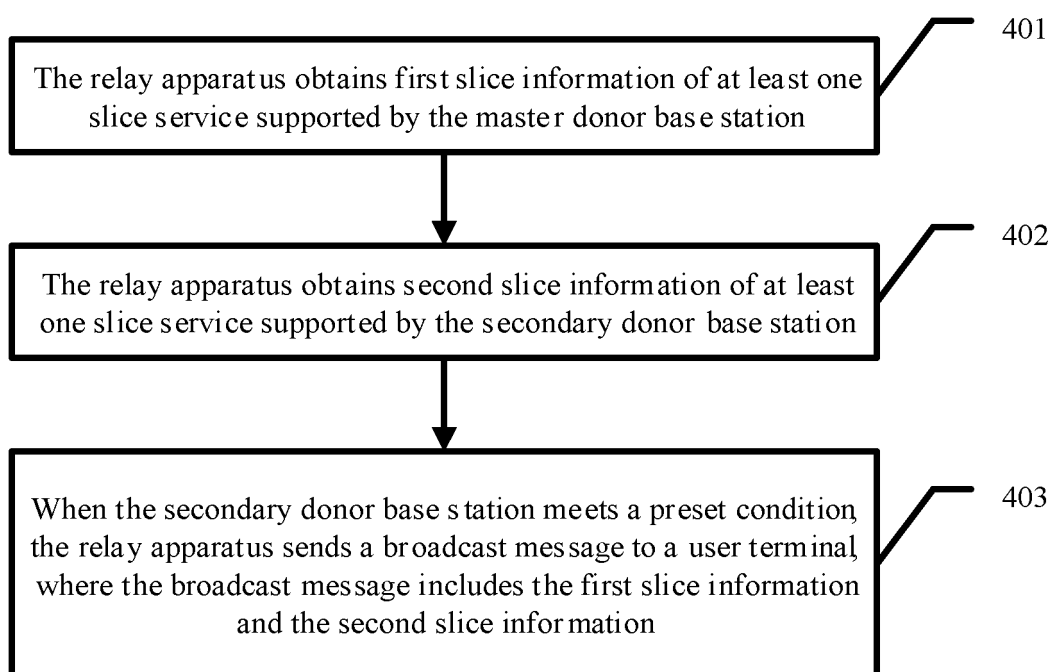 401
The relay apparatus obtains first slice information of at least one
slice service supported by the master donor base station
402
The relay apparatus obtains second slice information of at least
one slice service supported by the secondary donor base station
403
When the secondary donor base station meets a preset condition,
the relay apparatus sends a broadcast message to a user terminal,
where the broadcast message includes the first slice information
and the second slice information